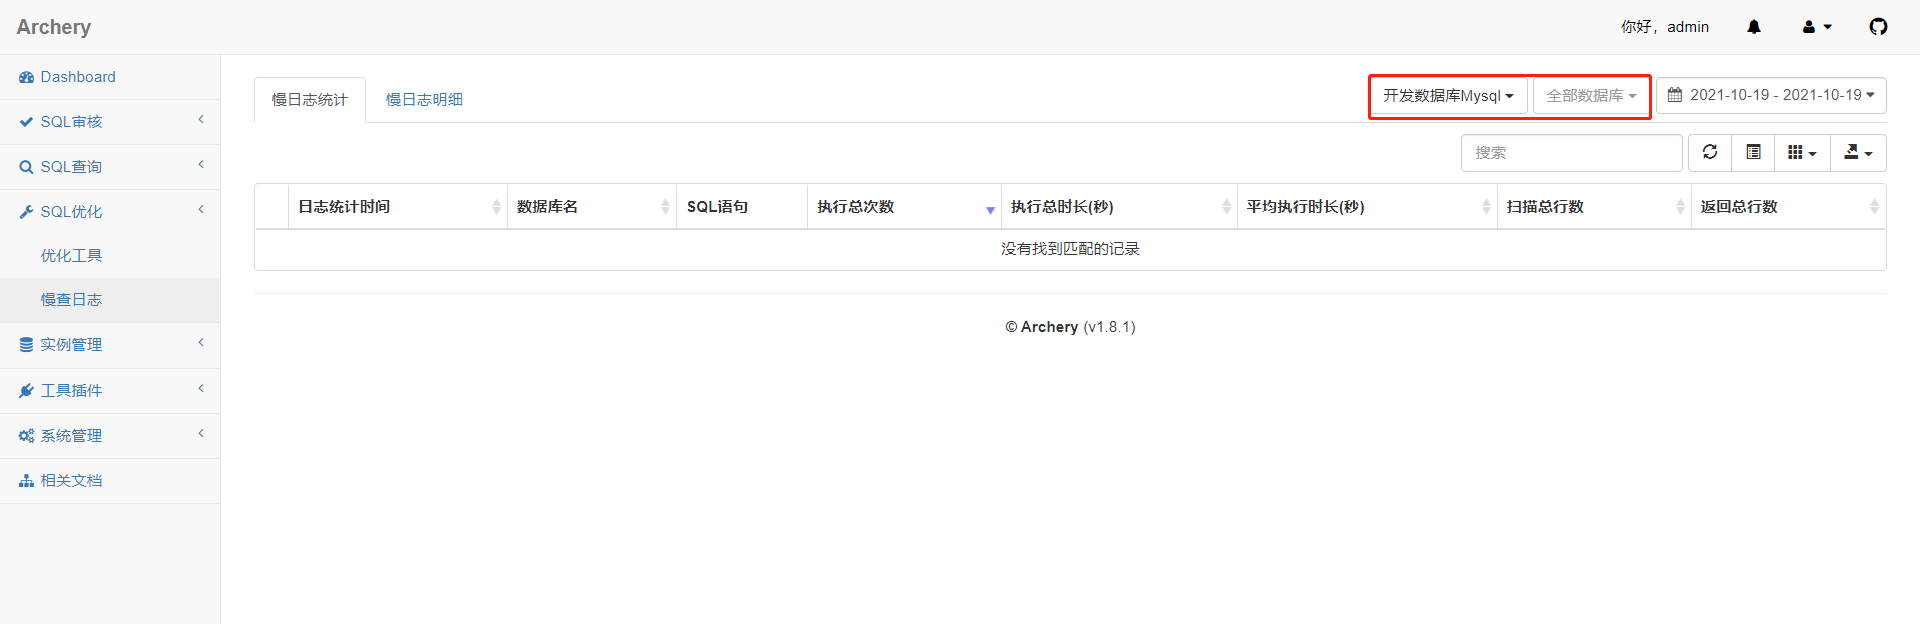 Archery
你好，admin
Dashboard
SQL审核
SQL查询
SQL优化
优化工具
慢查日志
实例管理
工具插件
系统管理
相关文档
慢日志统计
慢日志明细
开发数据库Mysql
全部数据库
2021-10-19 - 2021-10-19
搜索
日志统计时间
数据库名
SQL语句
执行总次数
执行总时长(秒)
平均执行时长(秒)
扫描总行数
返回总行数
没有找到匹配的记录
© Archery (v1.8.1)